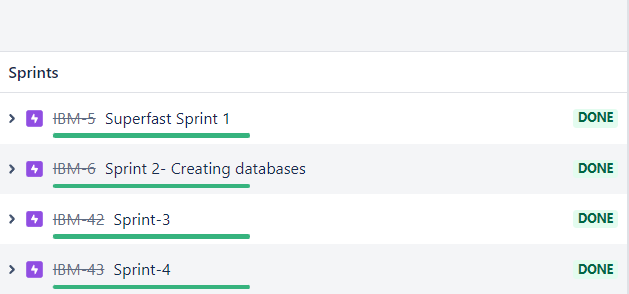 Sprints
IBM-5 Superfast Sprint 1 DONE
IBM-6 Sprint 2- Creating databases DONE
IBM-42 Sprint-3 DONE
IBM-43 Sprint-4 DONE